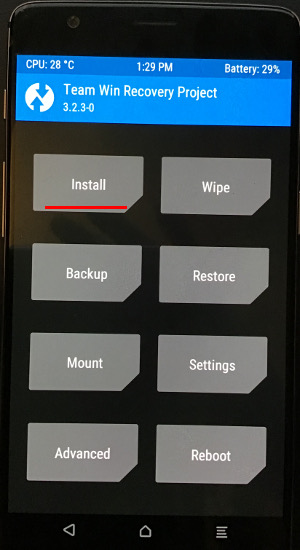 CPU: 28 °C 1:29 PM Battery: 29%
Team Win Recovery Project
3.2.3-0
Install Wipe
Backup Restore
Mount Settings
Advanced Reboot